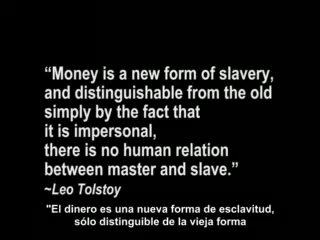 “Money is a new form of slavery,
and distinguishable from the old
simply by the fact that
it is impersonal,
there is no human relation
between master and slave.”
~Leo Tolstoy
"El dinero es una nueva forma de esclavitud,
sólo distinguible de la vieja forma